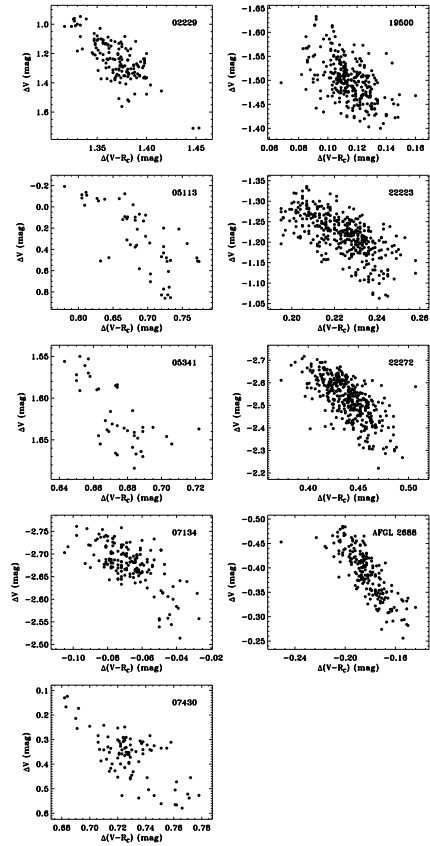 1.0
1.2
1.4
1.6
ΔV (mag)
02229
1.35 1.40 1.45
Δ(V−R_C) (mag)
−1.65
−1.60
−1.55
−1.50
−1.45
−1.40
ΔV (mag)
19500
0.06 0.08 0.10 0.12 0.14 0.16
Δ(V−R_C) (mag)
−0.2
0.0
0.2
0.4
0.6
0.8
ΔV (mag)
05113
0.60 0.65 0.70 0.75
Δ(V−R_C) (mag)
−1.35
−1.30
−1.25
−1.20
−1.15
−1.10
−1.05
ΔV (mag)
22223
0.20 0.22 0.24 0.26
Δ(V−R_C) (mag)
1.55
1.60
1.65
ΔV (mag)
05341
0.64 0.66 0.68 0.70 0.72
Δ(V−R_C) (mag)
−2.7
−2.6
−2.5
−2.4
−2.3
−2.2
ΔV (mag)
22272
0.40 0.45 0.50
Δ(V−R_C) (mag)
−2.75
−2.70
−2.65
−2.60
−2.55
−2.50
ΔV (mag)
07134
−0.10 −0.08 −0.06 −0.04 −0.02
Δ(V−R_C) (mag)
−0.50
−0.45
−0.40
−0.35
−0.30
−0.25
ΔV (mag)
AFGL 2688
−0.24 −0.20 −0.16
Δ(V−R_C) (mag)
0.1
0.2
0.3
0.4
0.5
0.6
ΔV (mag)
07430
0.68 0.70 0.72 0.74 0.76 0.78
Δ(V−R_C) (mag)